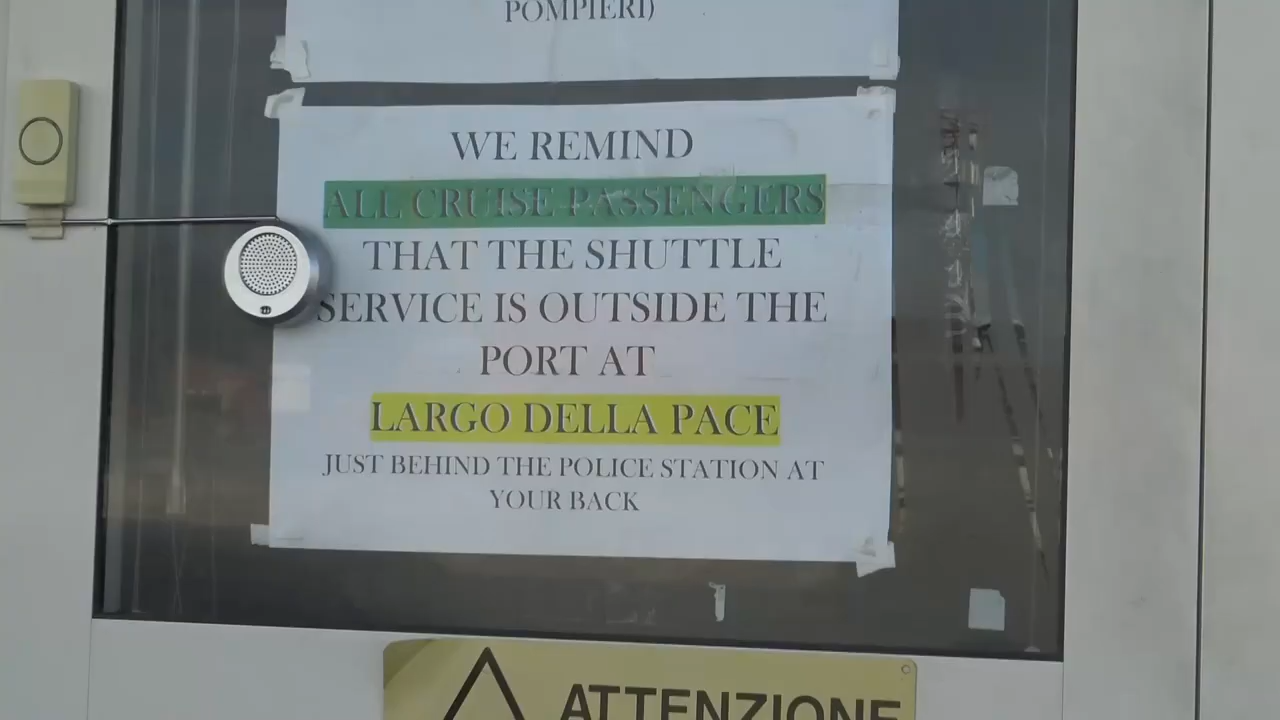 POMPIERI)
WE REMIND
ALL CRUISE PASSENGERS
THAT THE SHUTTLE
SERVICE IS OUTSIDE THE
PORT AT
LARGO DELLA PACE
JUST BEHIND THE POLICE STATION AT
YOUR BACK
ATTENZIONE